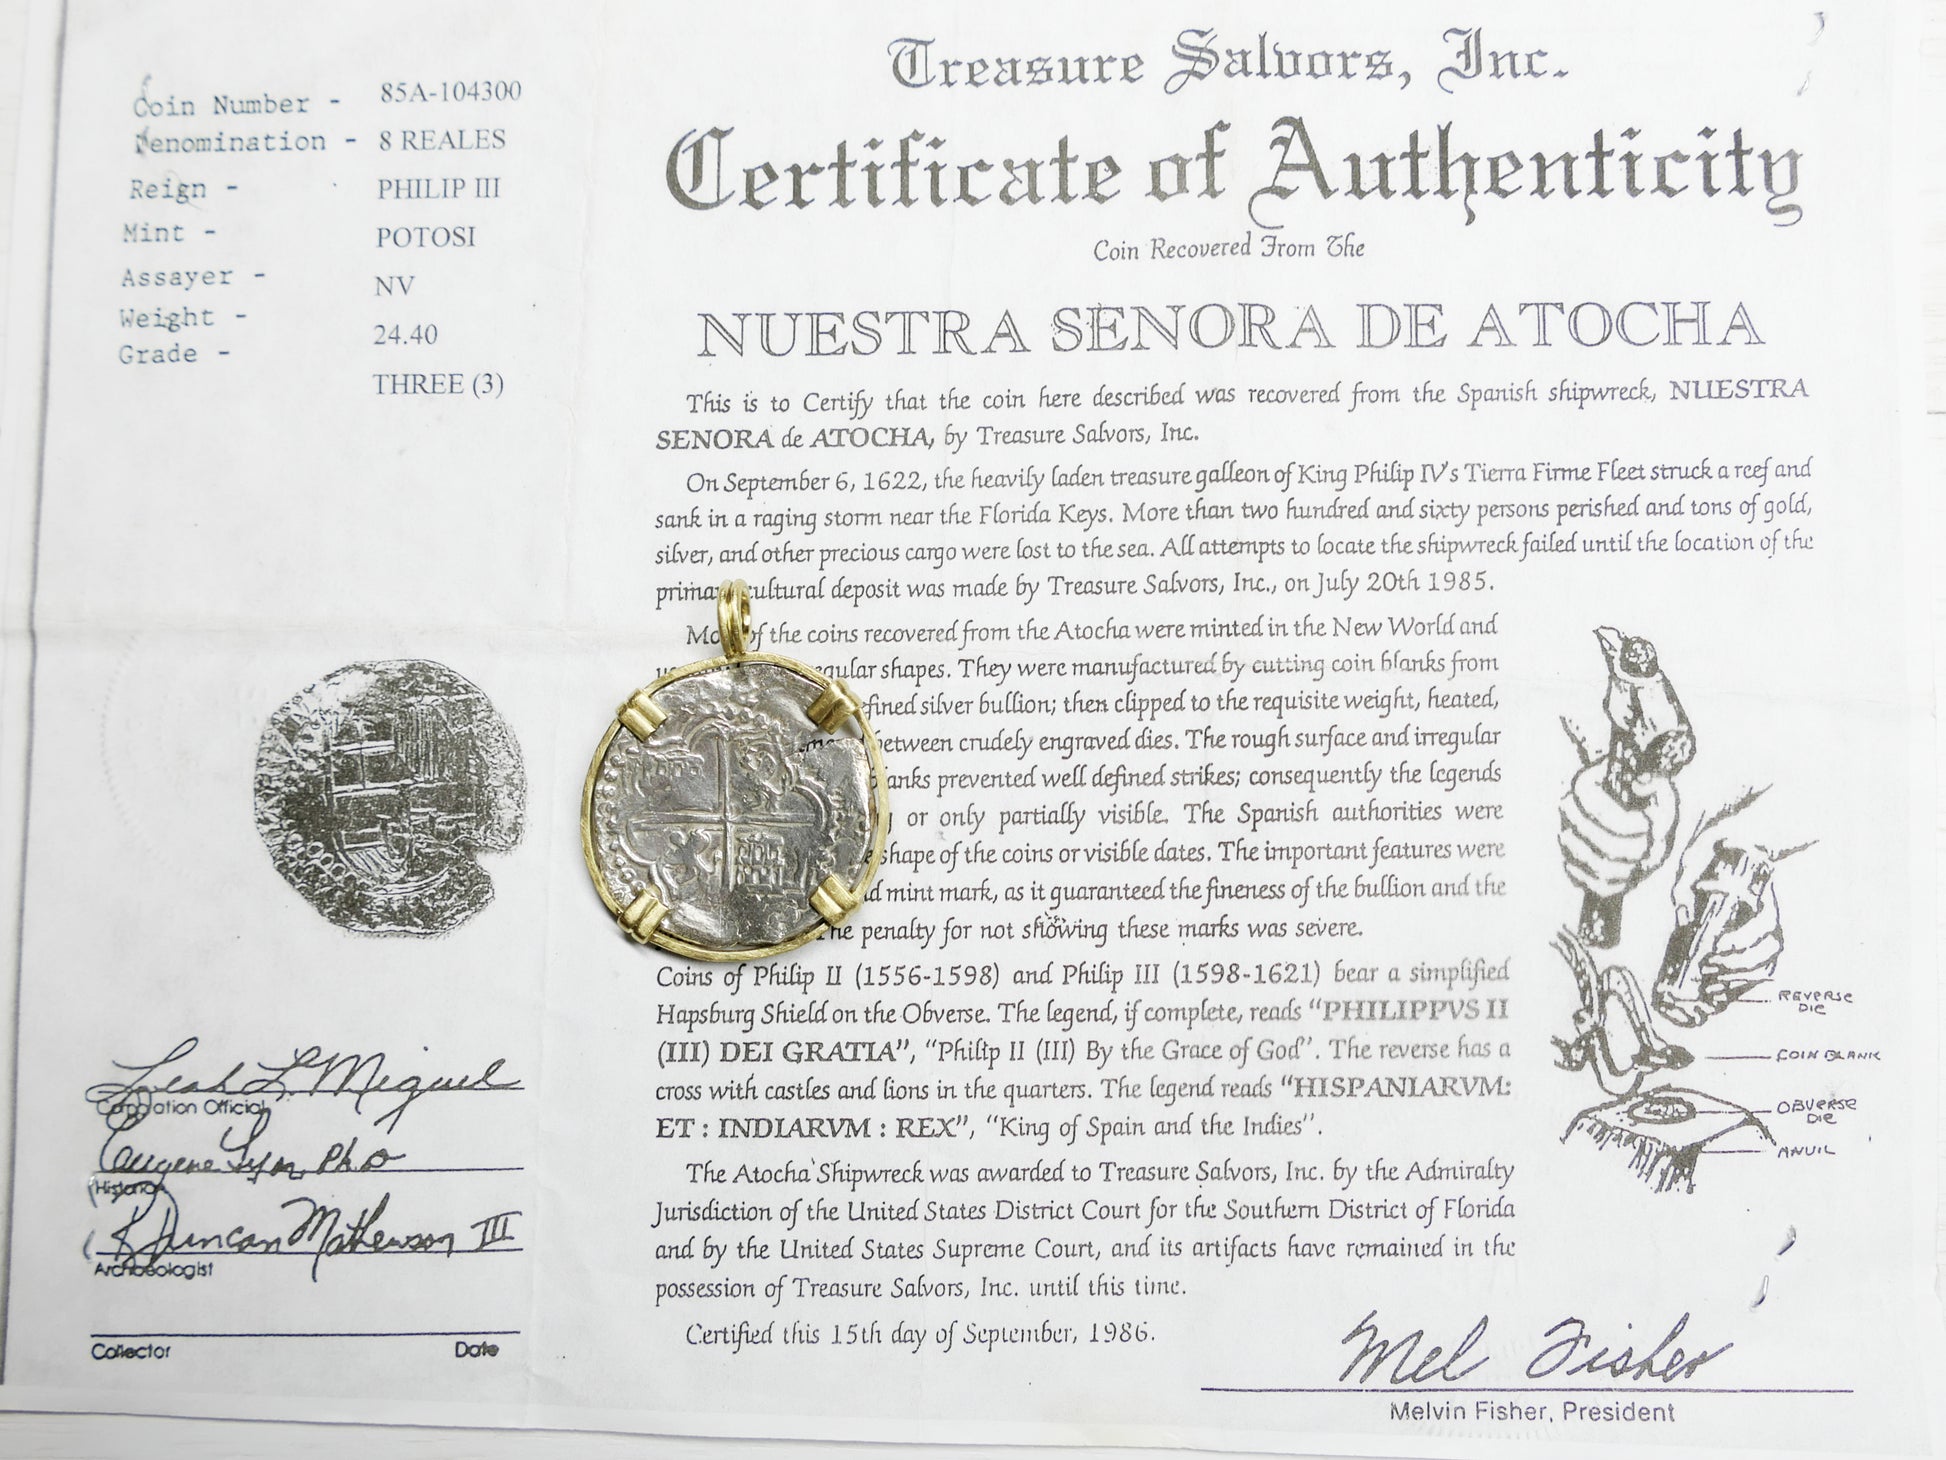 Coin Number - 85A-104300
Denomination - 8 REALES
Reign - PHILIP III
Mint - POTOSI
Assayer - NV
Weight - 24.40
Grade - THREE (3)
Treasure Salvors, Inc.
Certificate of Authenticity
Coin Recovered From The
NUESTRA SENORA DE ATOCHA
This is to Certify that the coin here described was recovered from the Spanish shipwreck, NUESTRA
SENORA de ATOCHA, by Treasure Salvors, Inc.
On September 6, 1622, the heavily laden treasure galleon of King Philip IV's Tierra Firme Fleet struck a reef and
sank in a raging storm near the Florida Keys. More than two hundred and sixty persons perished and tons of gold,
silver, and other precious cargo were lost to the sea. All attempts to locate the shipwreck failed until the location of the
cultural deposit was made by Treasure Salvors, Inc., on July 20th 1985.
of the coins recovered from the Atocha were minted in the New World and
shapes. They were manufactured by cutting coin blanks from
silver bullion; then clipped to the requisite weight, heated,
between crudely engraved dies. The rough surface and irregular
prevented well defined strikes; consequently the legends
or only partially visible. The Spanish authorities were
shape of the coins or visible dates. The important features were
mint mark, as it guaranteed the fineness of the bullion and the
The penalty for not showing these marks was severe.
Coins of Philip II (1556-1598) and Philip III (1598-1621) bear a simplified
Hapsburg Shield on the Obverse. The legend, if complete, reads "PHILIPPVS II
(III) DEI GRATIA", "Philip II (III) By the Grace of God". The reverse has a
cross with castles and lions in the quarters. The legend reads "HISPANIARVM:
ET : INDIARVM : REX", "King of Spain and the Indies".
The Atocha Shipwreck was awarded to Treasure Salvors, Inc. by the Admiralty
Jurisdiction of the United States District Court for the Southern District of Florida
and by the United States Supreme Court, and its artifacts have remained in the
possession of Treasure Salvors, Inc. until this time.
Certified this 15th day of September, 1986.
REVERSE
DIE
COIN BLANK
OBVERSE
DIE
ANVIL
Leah L. Miguel
Corporation Official
Eugene Lyon, Ph.D
Historian
R Duncan Mathewson III
Archaeologist
Collector Date
Mel Fisher
Melvin Fisher, President